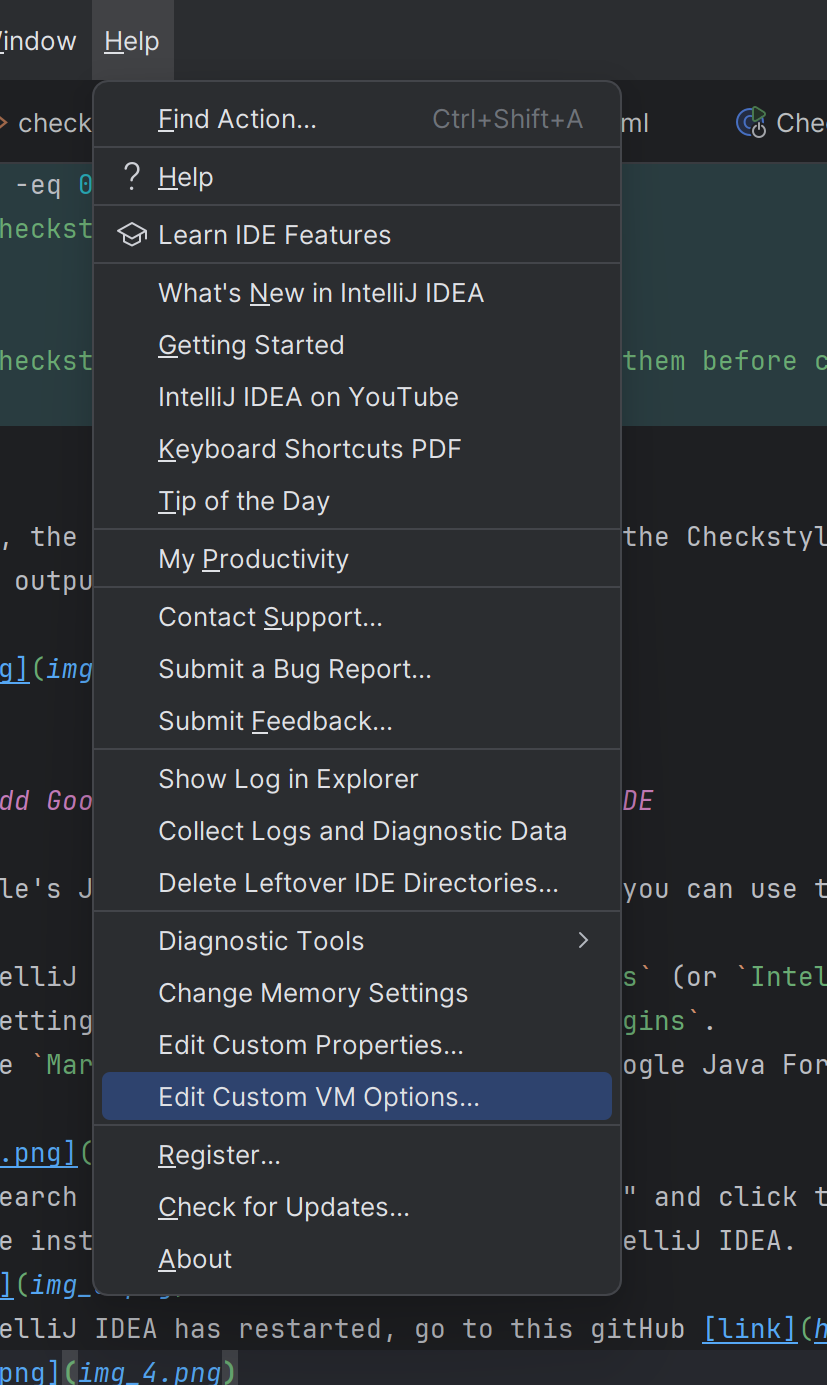 indow Help
check
ml
Che
Find Action... Ctrl+Shift+A
-eq 0
Help
heckst
Learn IDE Features
What's New in IntelliJ IDEA
Getting Started
heckst
them before c
IntelliJ IDEA on YouTube
Keyboard Shortcuts PDF
Tip of the Day
, the
the Checkstyl
My Productivity
outpu
Contact Support...
g](img
Submit a Bug Report...
Submit Feedback...
Show Log in Explorer
dd Goo
DE
Collect Logs and Diagnostic Data
le's J
you can use t
Delete Leftover IDE Directories...
Diagnostic Tools
elliJ
s` (or `Intel
Change Memory Settings
etting
gins`.
Edit Custom Properties...
e `Mar
ogle Java For
Edit Custom VM Options...
.png](
Register...
earch
" and click t
Check for Updates...
e inst
elliJ IDEA.
About
](img_
elliJ IDEA has restarted, go to this gitHub [link](h
png](img_4.png)